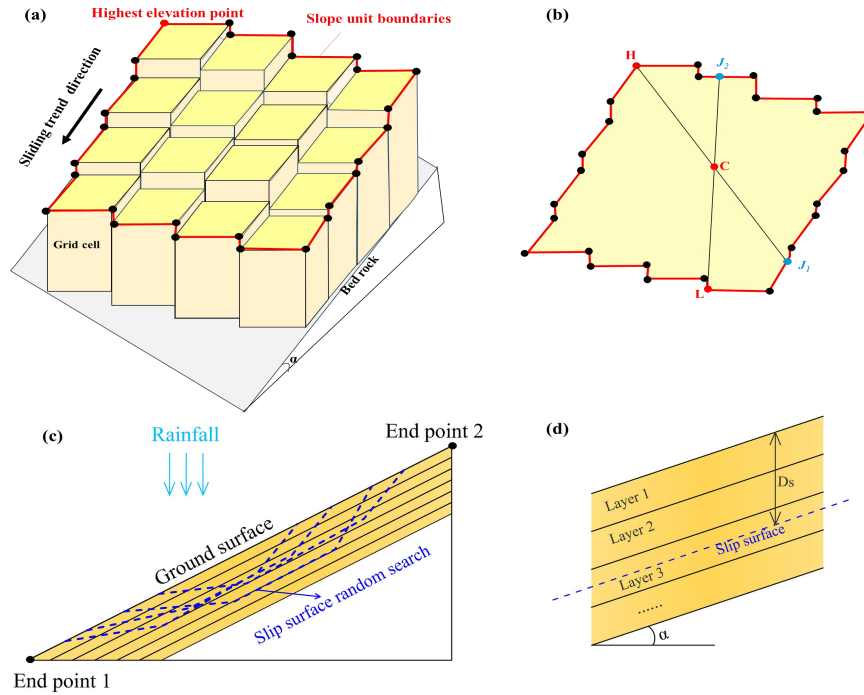 (a)
Highest elevation point
Slope unit boundaries
Sliding trend direction
Grid cell
Bed rock
α
(b)
H
J2
C
L
J1
(c)
Rainfall
End point 2
Ground surface
Slip surface random search
End point 1
(d)
Layer 1
Ds
Layer 2
Slip surface
Layer 3
......
α